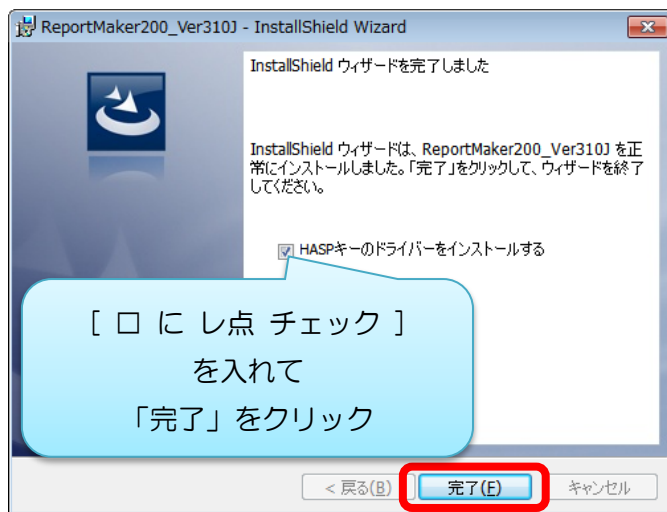 ReportMaker200_Ver310J - InstallShield Wizard
InstallShield ウィザードを完了しました
InstallShield ウィザードは、ReportMaker200_Ver310J を正
常にインストールしました。「完了」をクリックして、ウィザードを終了
してください。
HASPキーのドライバーをインストールする
[ □ に レ点 チェック ]
を入れて
「完了」をクリック
< 戻る(B)
完了(F)
キャンセル